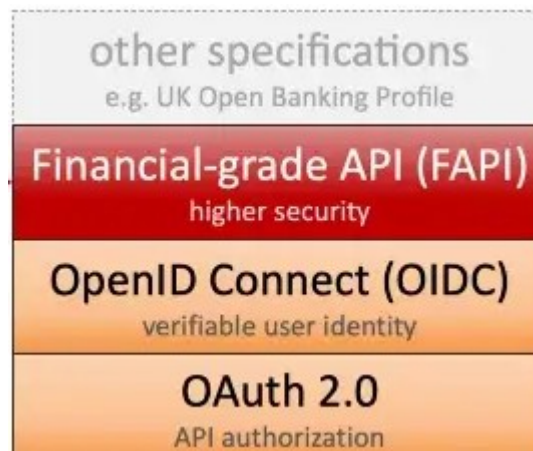 other specifications
e.g. UK Open Banking Profile
Financial-grade API (FAPI)
higher security
OpenID Connect (OIDC)
verifiable user identity
OAuth 2.0
API authorization